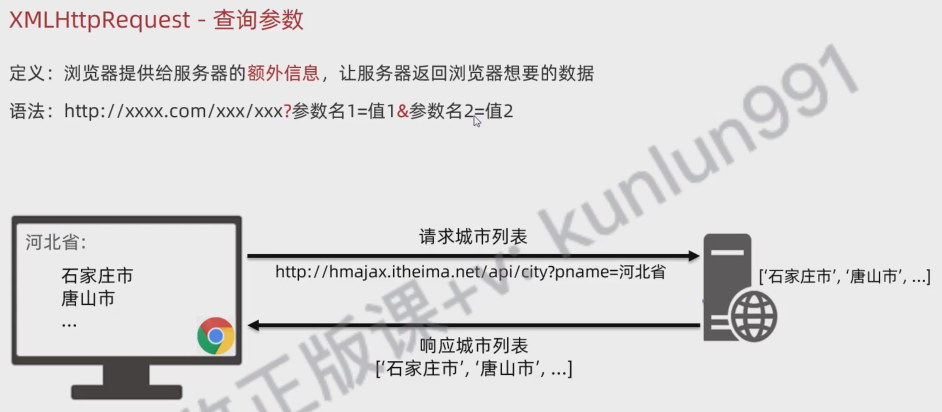 XMLHttpRequest - 查询参数
定义：浏览器提供给服务器的额外信息，让服务器返回浏览器想要的数据
语法：http://xxxx.com/xxx/xxx?参数名1=值1&参数名2=值2
河北省：
石家庄市
唐山市
...
请求城市列表
http://hmajax.itheima.net/api/city?pname=河北省
['石家庄市', '唐山市', ...]
响应城市列表
['石家庄市', '唐山市', ...]
正版课+v: kunlun991